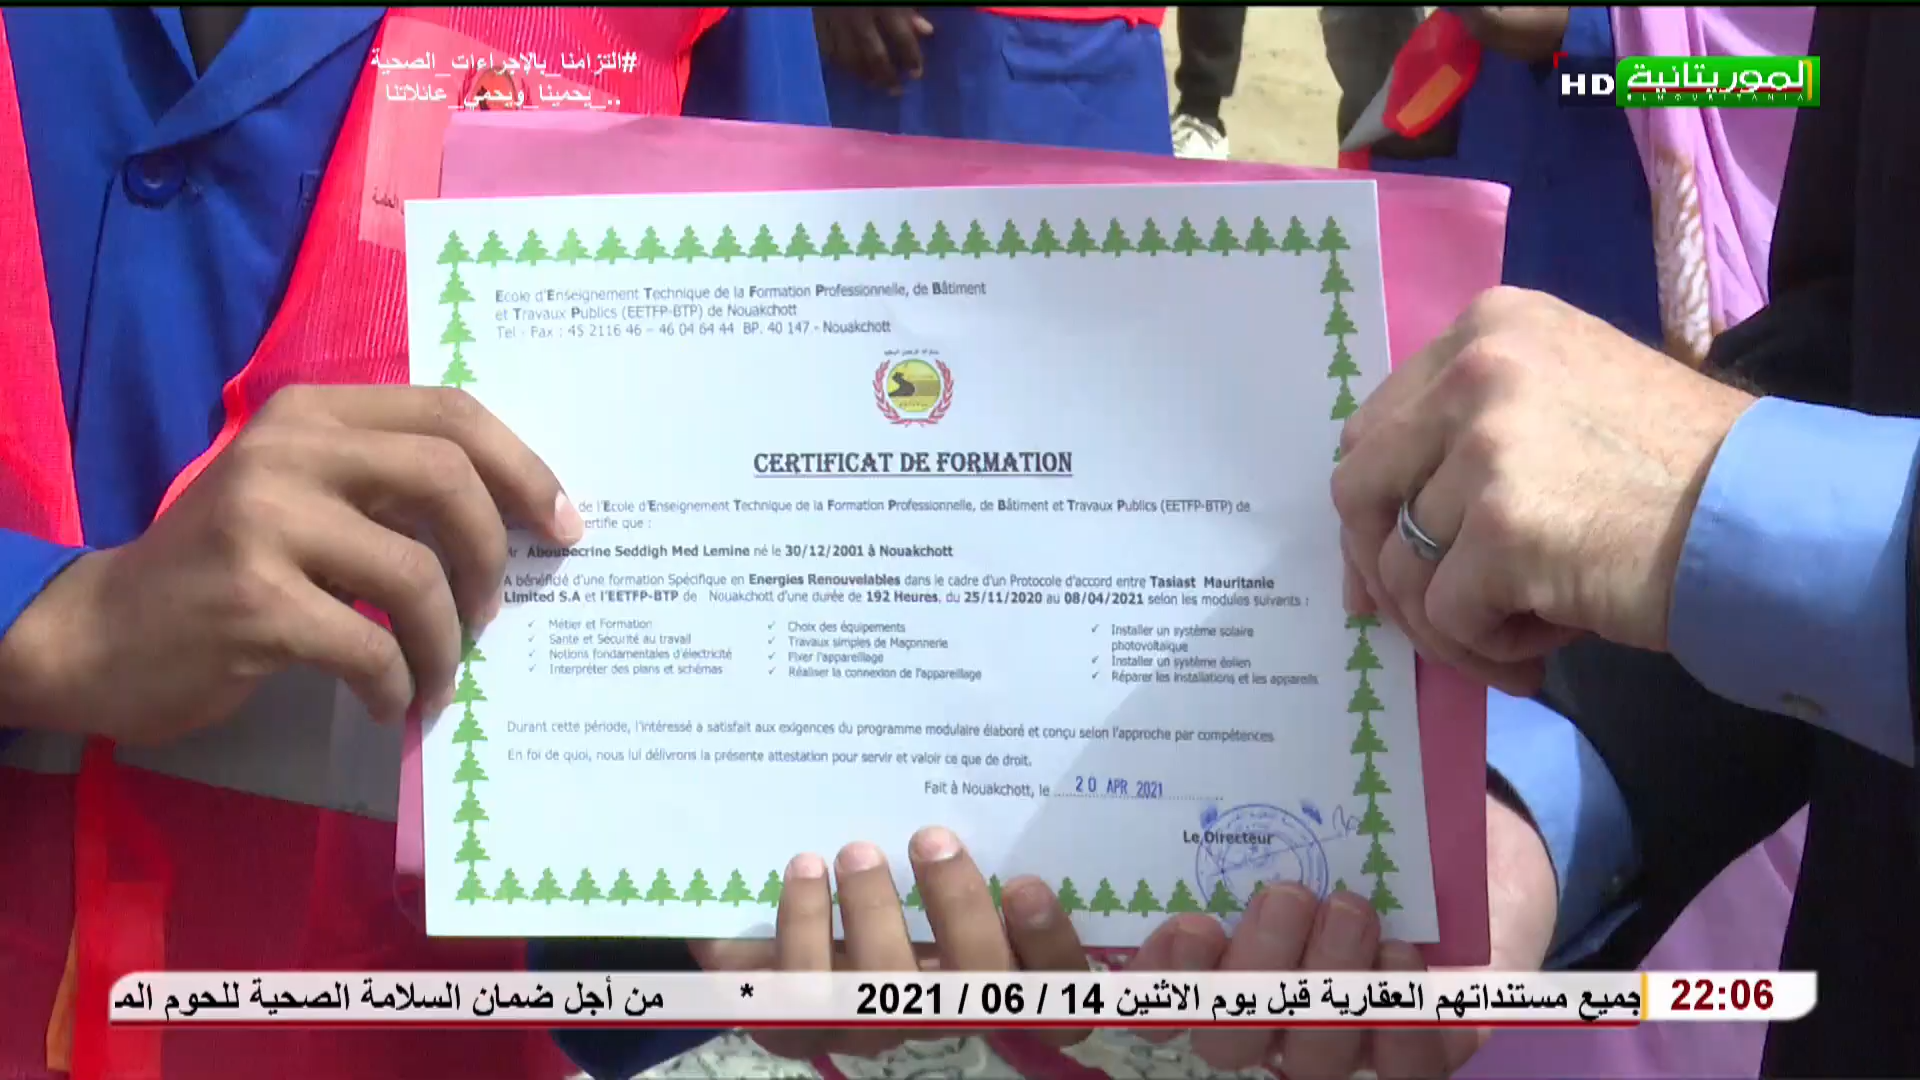 #التزامنا_بالإجراءات_الصحية
.._يحمينا_ويحمي_عائلاتنا
HD الموريتانية
ELMOURITANIA
Ecole d'Enseignement Technique de la Formation Professionnelle, de Bâtiment
et Travaux Publics (EETFP-BTP) de Nouakchott
Tel - Fax : 45 2116 46 – 46 04 64 44 BP. 40 147 - Nouakchott
CERTIFICAT DE FORMATION
de l'Ecole d'Enseignement Technique de la Formation Professionnelle, de Bâtiment et Travaux Publics (EETFP-BTP) de
ertifie que :
Mr Aboubecrine Seddigh Med Lemine né le 30/12/2001 à Nouakchott
A bénéficié d'une formation Spécifique en Energies Renouvelables dans le cadre d'un Protocole d'accord entre Tasiast Mauritanie
Limited S.A et l'EETFP-BTP de Nouakchott d'une durée de 192 Heures, du 25/11/2020 au 08/04/2021 selon les modules suivants :
✓ Métier et Formation
✓ Santé et Sécurité au travail
✓ Notions fondamentales d'électricité
✓ Interpréter des plans et schémas
✓ Choix des équipements
✓ Travaux simples de Maçonnerie
✓ Fixer l'appareillage
✓ Réaliser la connexion de l'appareillage
✓ Installer un système solaire
photovoltaïque
✓ Installer un système éolien
✓ Réparer les installations et les appareils
Durant cette période, l'intéressé a satisfait aux exigences du programme modulaire élaboré et conçu selon l'approche par compétences
En foi de quoi, nous lui délivrons la présente attestation pour servir et valoir ce que de droit.
Fait à Nouakchott, le 20 APR 2021
Le Directeur
22:06 جميع مستنداتهم العقارية قبل يوم الاثنين 14 / 06 / 2021 * من أجل ضمان السلامة الصحية للحوم المـ